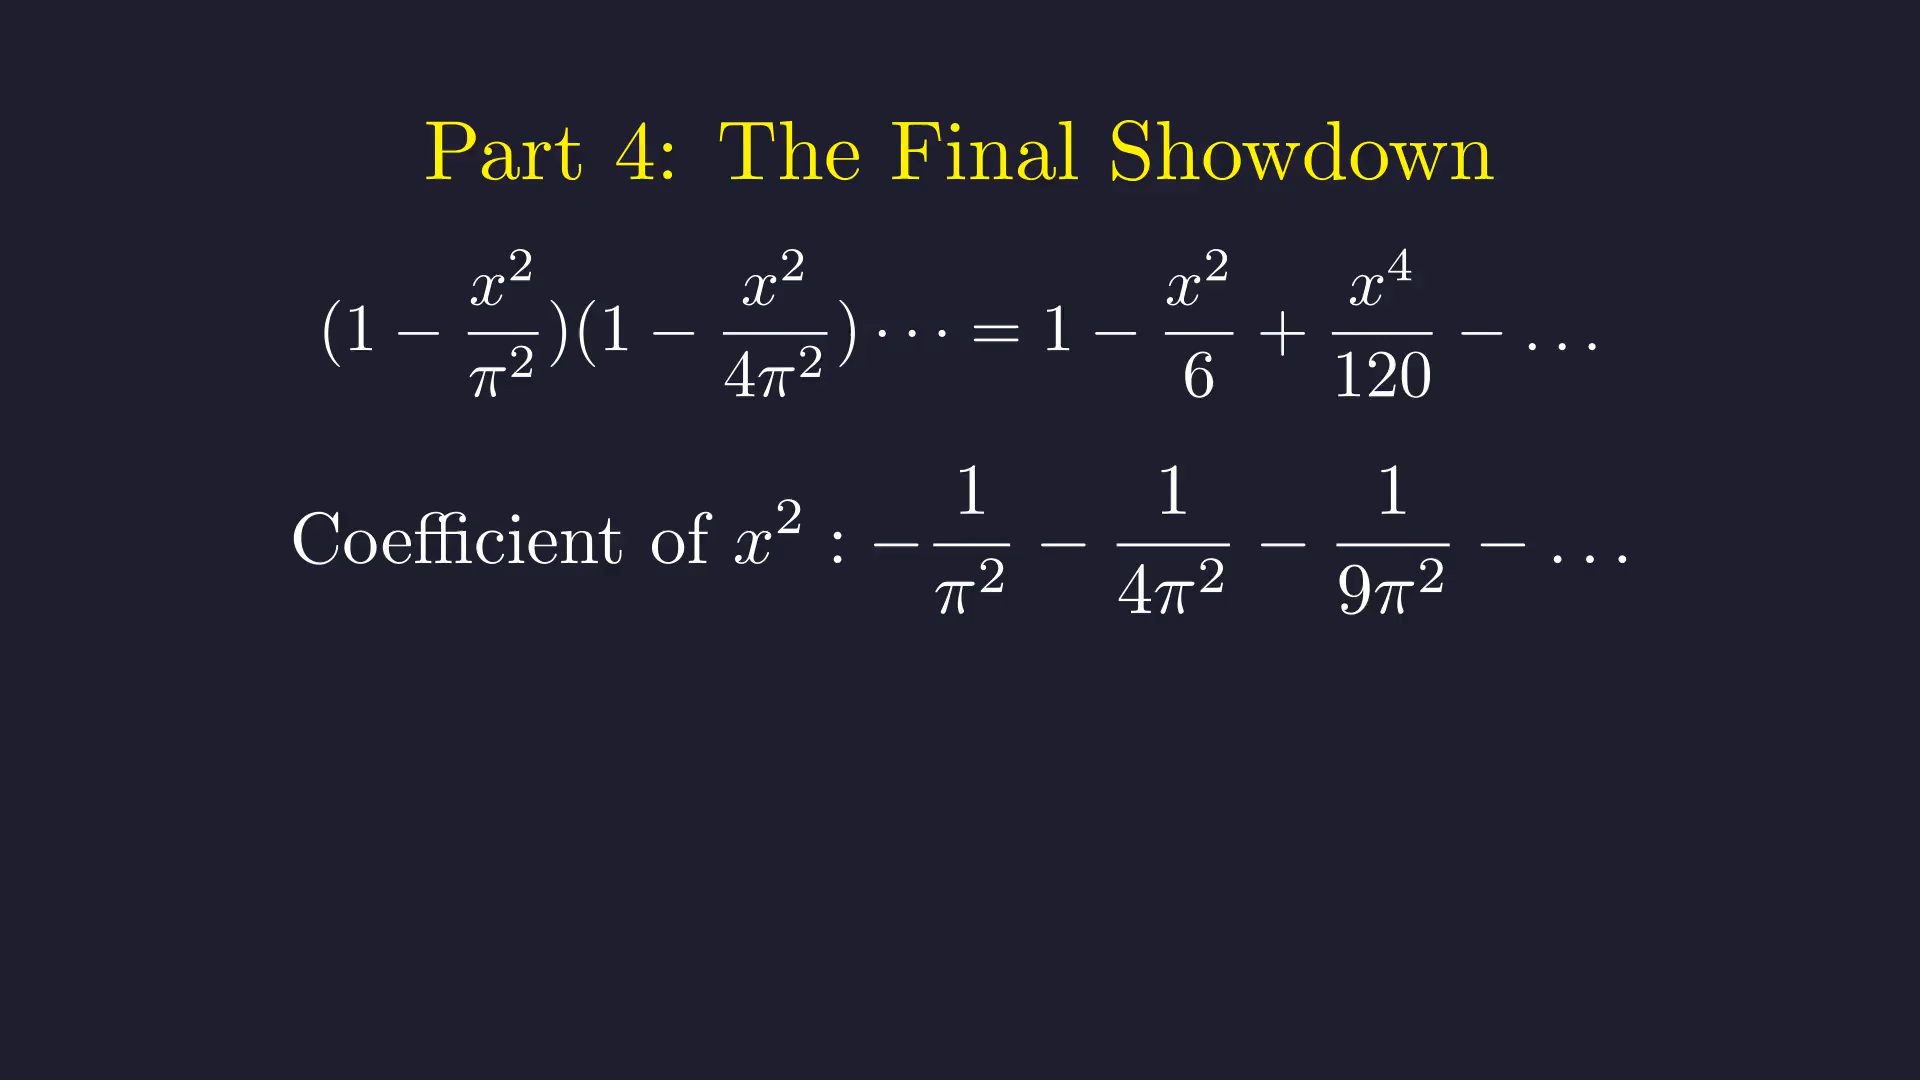 Part 4: The Final Showdown
$(1 - \frac{x^2}{\pi^2})(1 - \frac{x^2}{4\pi^2}) \cdots = 1 - \frac{x^2}{6} + \frac{x^4}{120} - \ldots$
Coefficient of $x^2 : -\frac{1}{\pi^2} - \frac{1}{4\pi^2} - \frac{1}{9\pi^2} - \ldots$